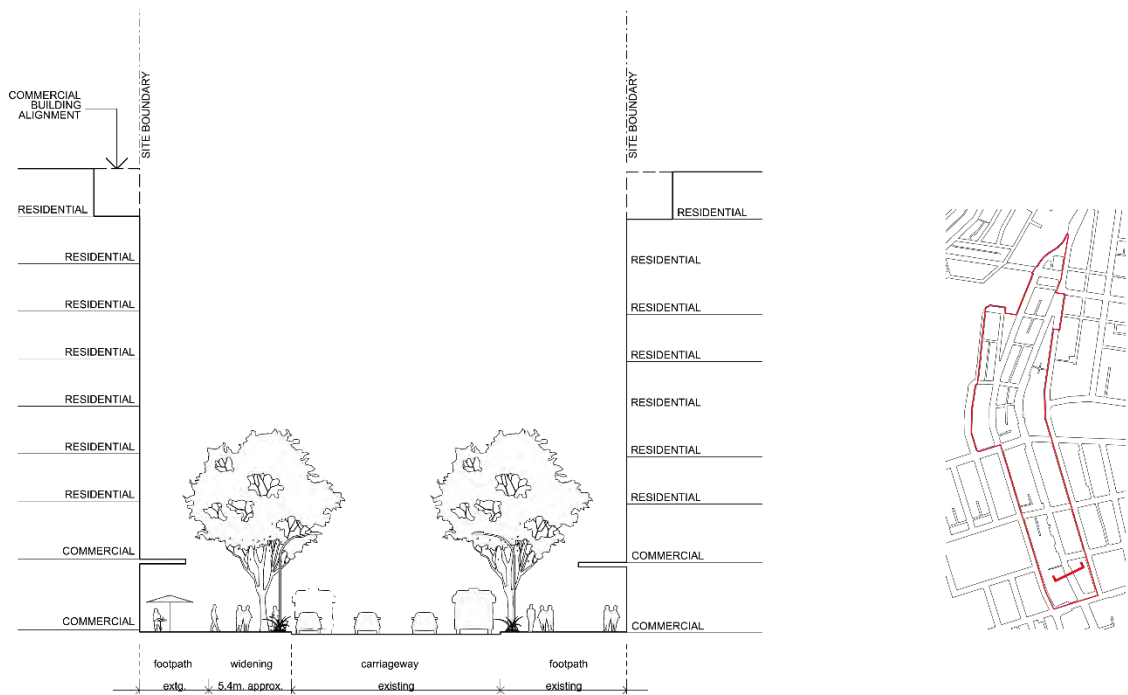 COMMERCIAL
BUILDING
ALIGNMENT
SITE BOUNDARY
SITE BOUNDARY
RESIDENTIAL
RESIDENTIAL
RESIDENTIAL
RESIDENTIAL
RESIDENTIAL
RESIDENTIAL
RESIDENTIAL
COMMERCIAL
COMMERCIAL
RESIDENTIAL
RESIDENTIAL
RESIDENTIAL
RESIDENTIAL
RESIDENTIAL
RESIDENTIAL
RESIDENTIAL
COMMERCIAL
COMMERCIAL
footpath widening carriageway footpath
extg. 5.4m. approx. existing existing